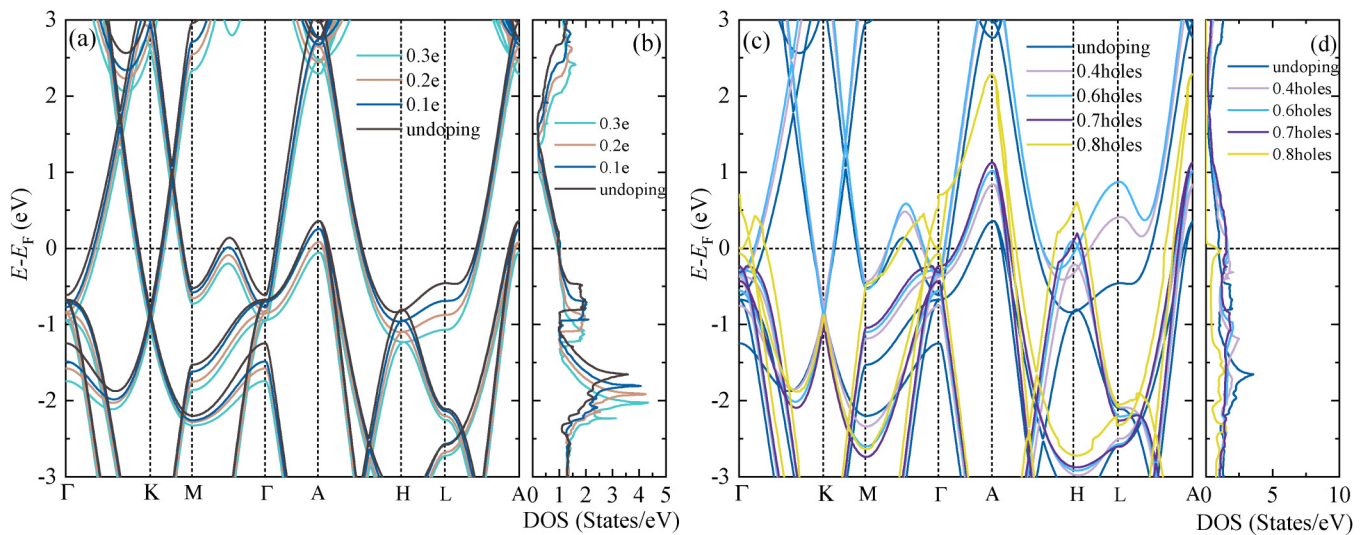 E-E_F (eV)
3
2
1
0
-1
-2
-3
(a)
0.3e
0.2e
0.1e
undoping
Γ
K
M
Γ
A
H
L
A
(b)
0.3e
0.2e
0.1e
undoping
0
1
2
3
4
5
DOS (States/eV)
E-E_F (eV)
3
2
1
0
-1
-2
-3
(c)
undoping
0.4holes
0.6holes
0.7holes
0.8holes
Γ
K
M
Γ
A
H
L
A
(d)
undoping
0.4holes
0.6holes
0.7holes
0.8holes
0
5
10
DOS (States/eV)